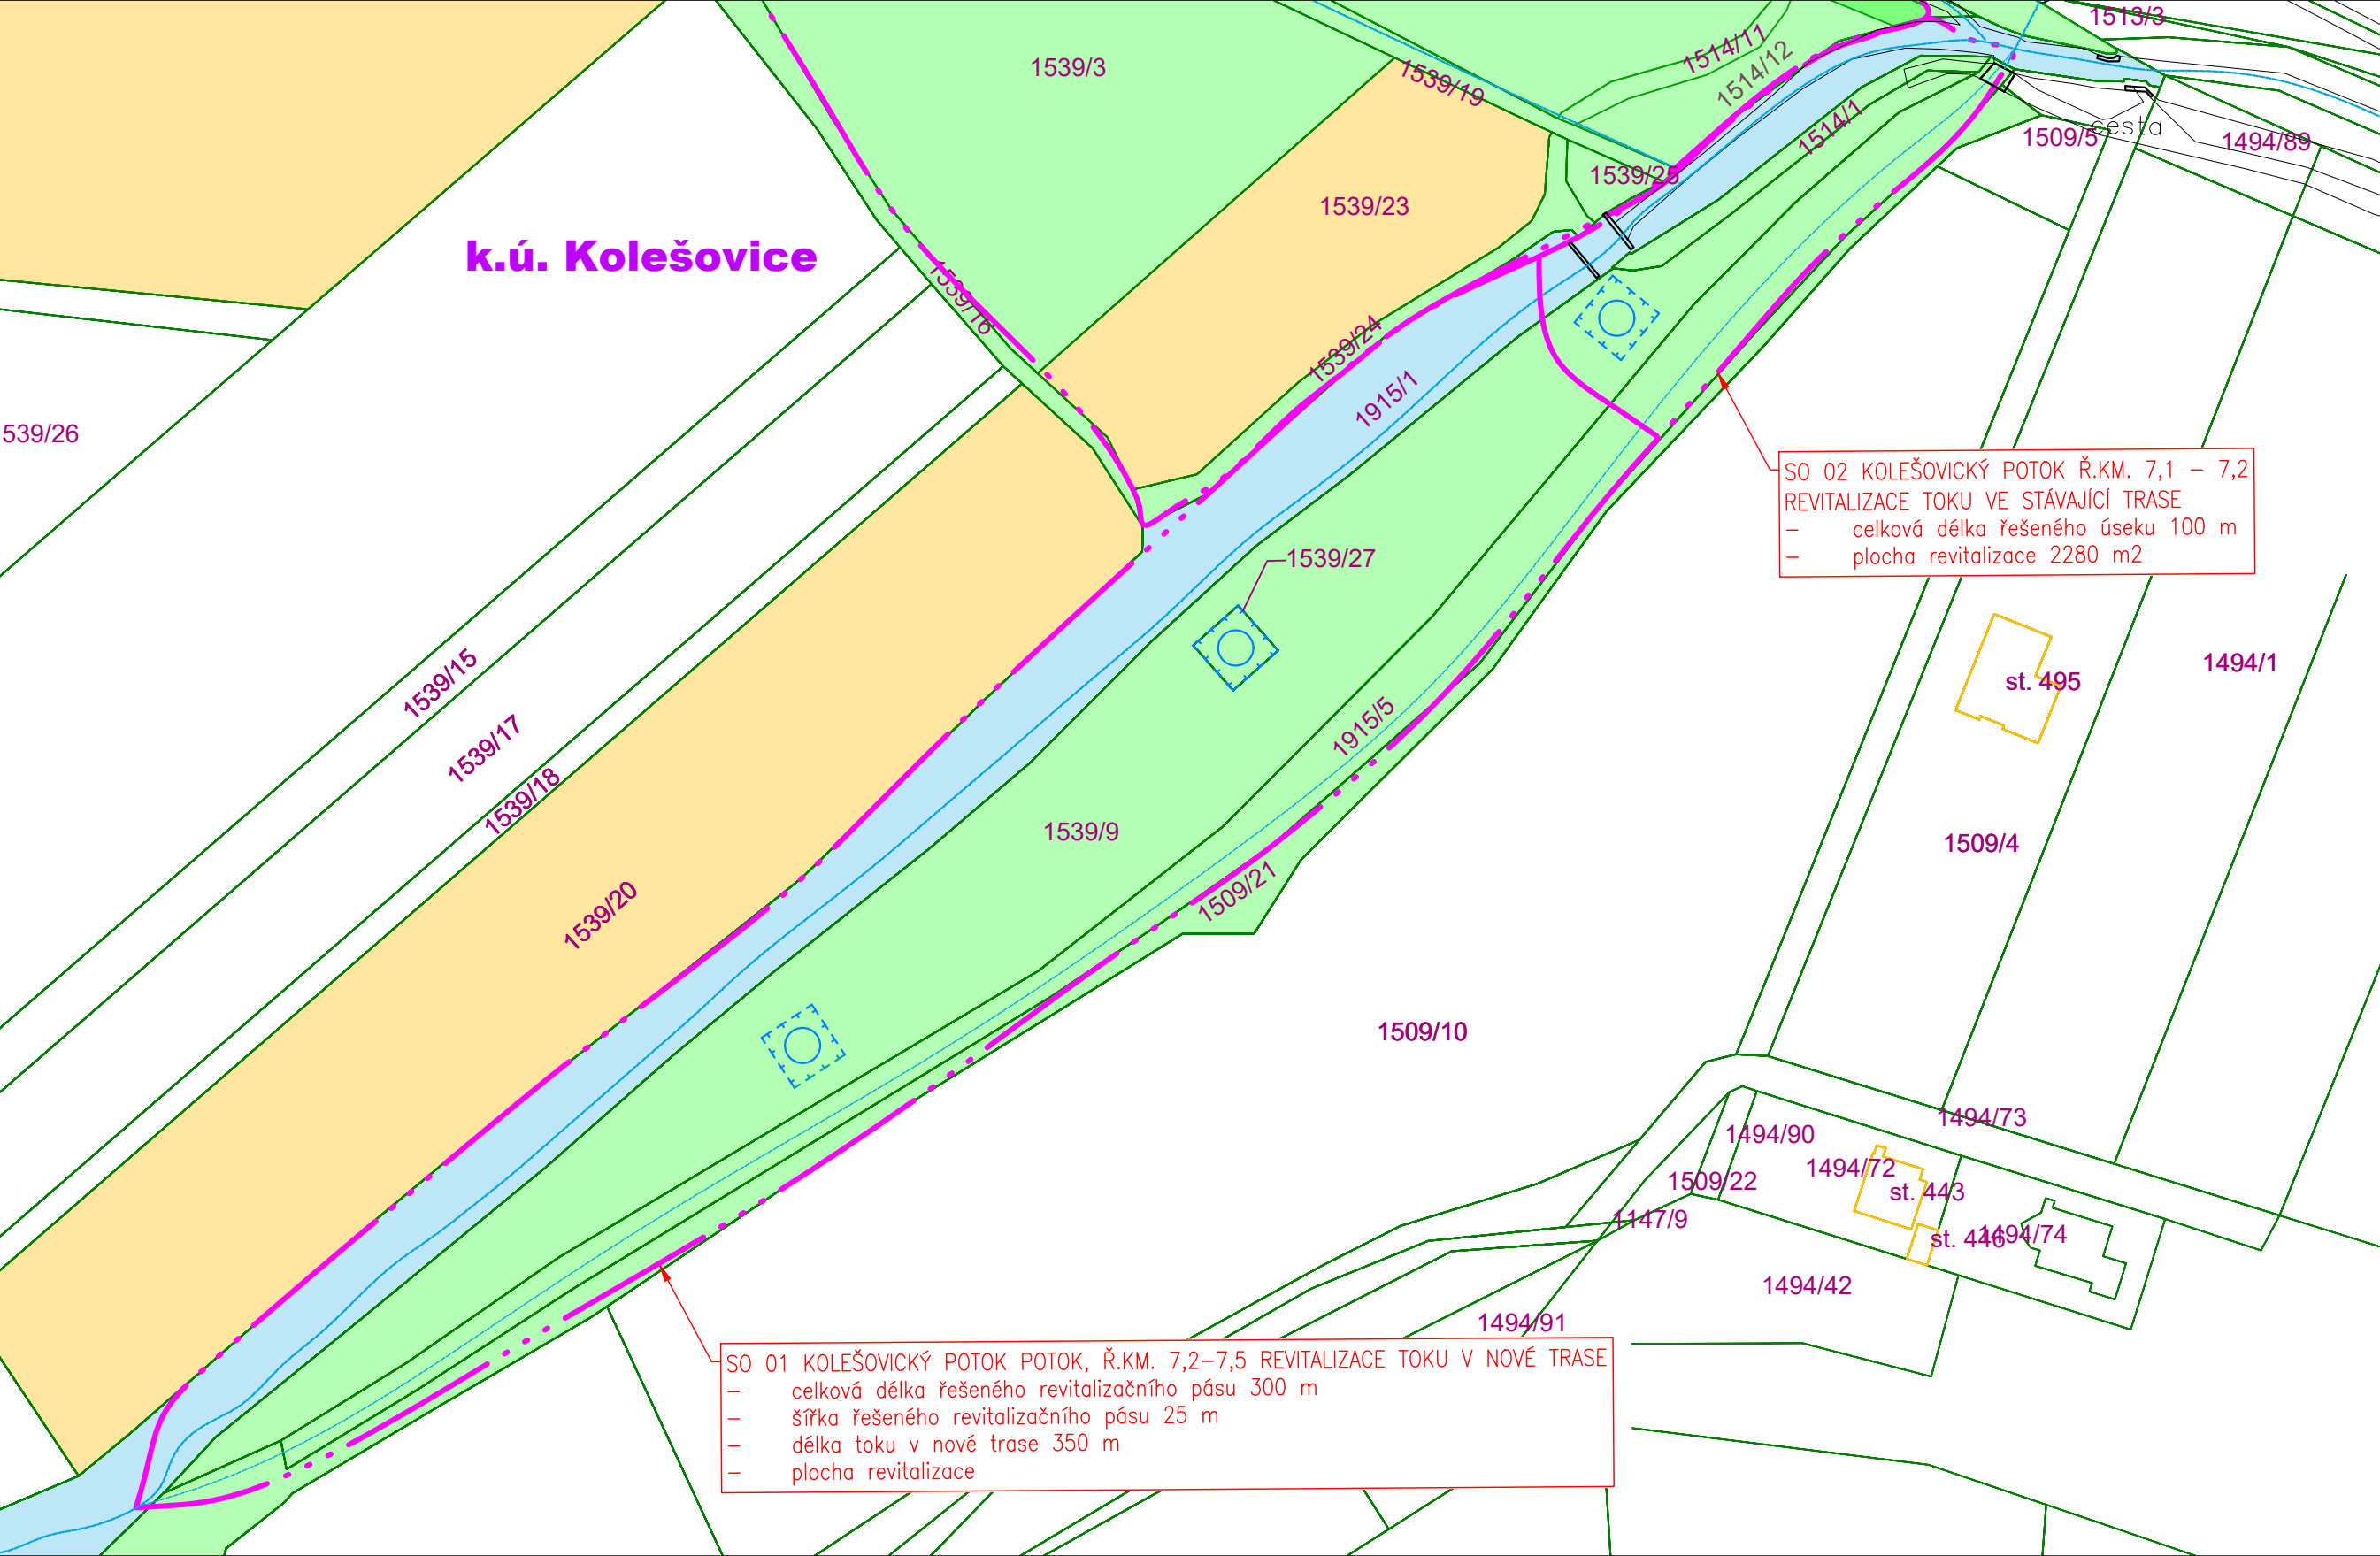 1513/3
1539/3
1514/11
1514/12
1539/19
1514/1
cesta
1509/5
1494/89
1539/25
1539/23
k.ú. Kolešovice
1539/16
1539/24
1915/1
539/26
SO 02 KOLEŠOVICKÝ POTOK Ř.KM. 7,1 – 7,2
REVITALIZACE TOKU VE STÁVAJÍCÍ TRASE
– celková délka řešeného úseku 100 m
– plocha revitalizace 2280 m2
1539/27
1539/15
1494/1
st. 495
1539/17
1915/5
1539/18
1539/9
1509/4
1509/21
1539/20
1509/10
1494/73
1494/90
1494/72
1509/22
st. 443
1147/9
st. 446
1494/74
1494/42
1494/91
SO 01 KOLEŠOVICKÝ POTOK POTOK, Ř.KM. 7,2–7,5 REVITALIZACE TOKU V NOVÉ TRASE
– celková délka řešeného revitalizačního pásu 300 m
– šířka řešeného revitalizačního pásu 25 m
– délka toku v nové trase 350 m
– plocha revitalizace